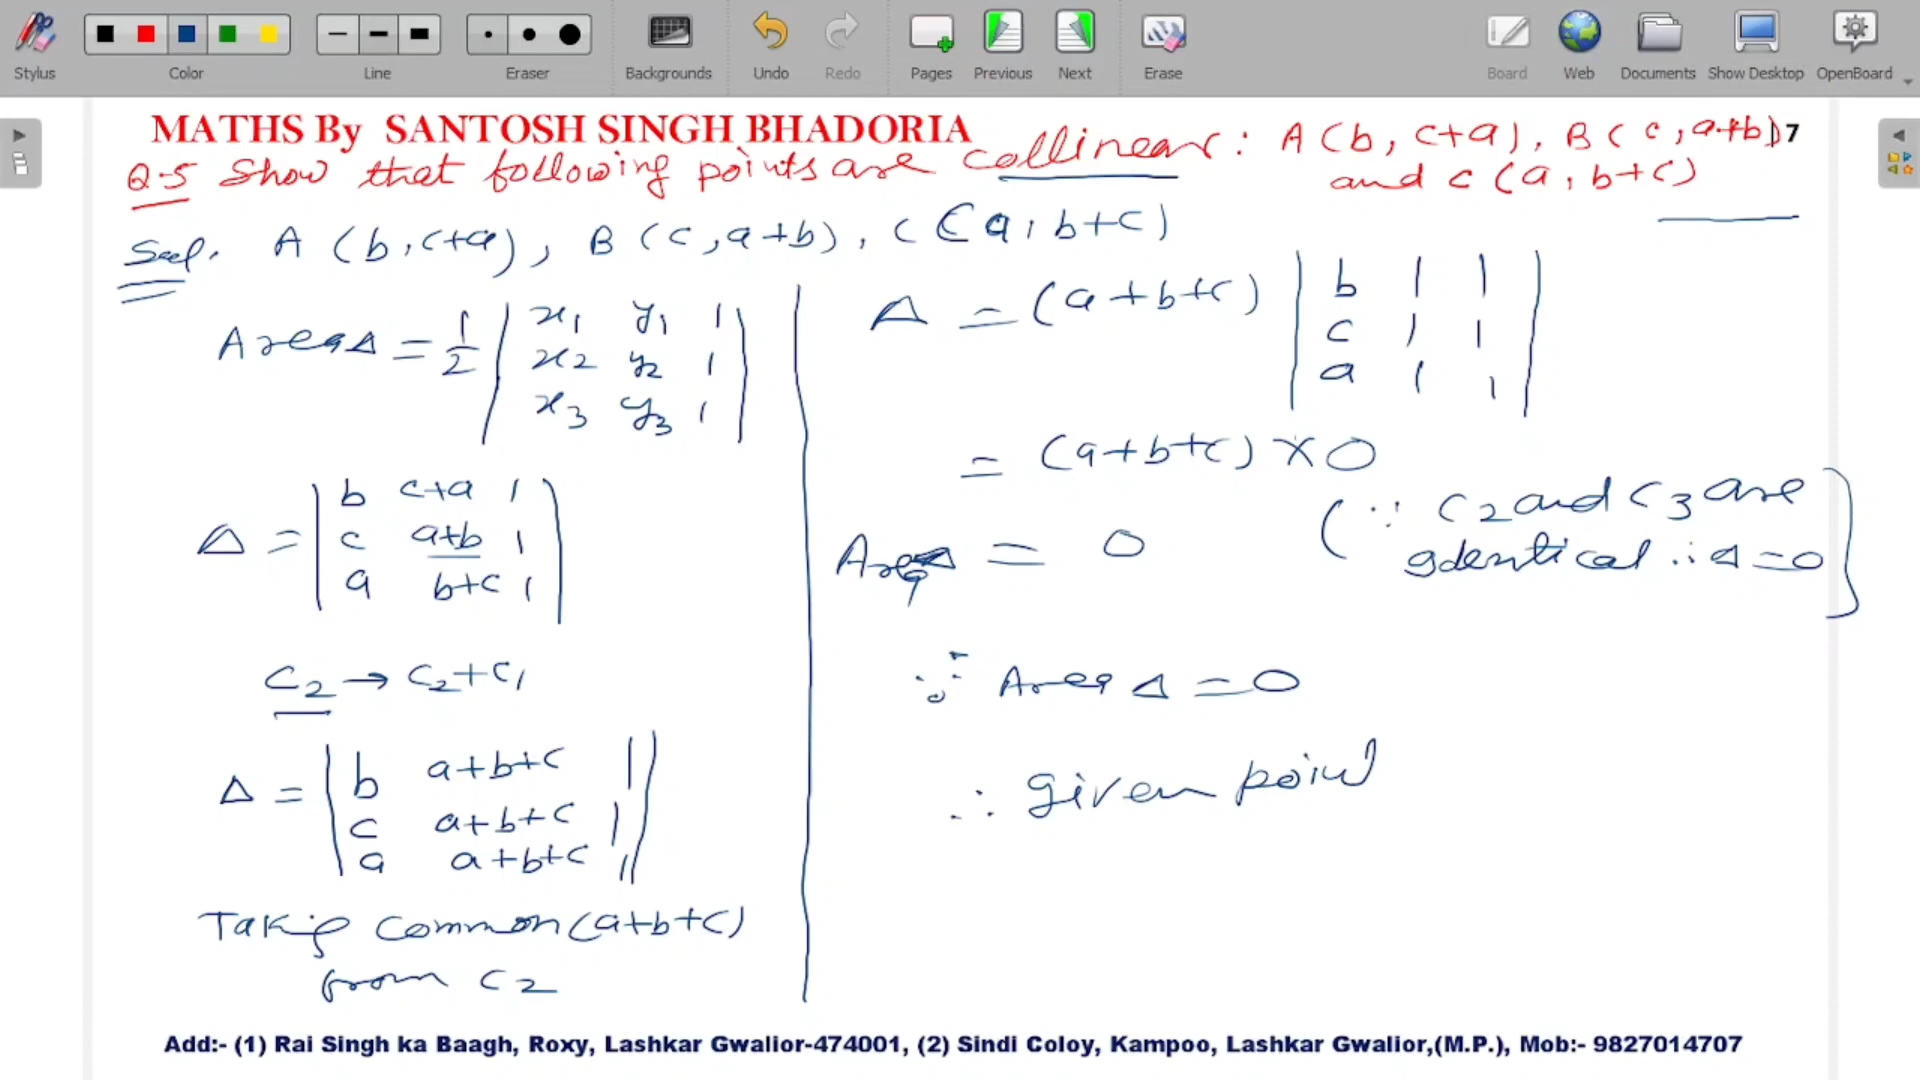 Stylus Color Line Eraser Backgrounds Undo Redo Pages Previous Next Erase Board Web Documents Show Desktop OpenBoard
MATHS By SANTOSH SINGH BHADORIA
17
Q-5 Show that following points are collinear : A (b, c+a), B (c, a+b)
and C (a, b+c)
Sol. A (b, c+a), B (c, a+b), C (a, b+c)
Area Δ = 1/2 | x1 y1 1 |
| x2 y2 1 |
| x3 y3 1 |
Δ = | b c+a 1 |
| c a+b 1 |
| a b+c 1 |
C2 → C2+C1
Δ = | b a+b+c 1 |
| c a+b+c 1 |
| a a+b+c 1 |
Taking common (a+b+c)
from C2
Δ = (a+b+c) | b 1 1 |
| c 1 1 |
| a 1 1 |
= (a+b+c) × 0
(∵ C2 and C3 are
identical ∴ Δ = 0)
Area Δ = 0
∵ Area Δ = 0
∴ given point
Add:- (1) Rai Singh ka Baagh, Roxy, Lashkar Gwalior-474001, (2) Sindi Coloy, Kampoo, Lashkar Gwalior,(M.P.), Mob:- 9827014707